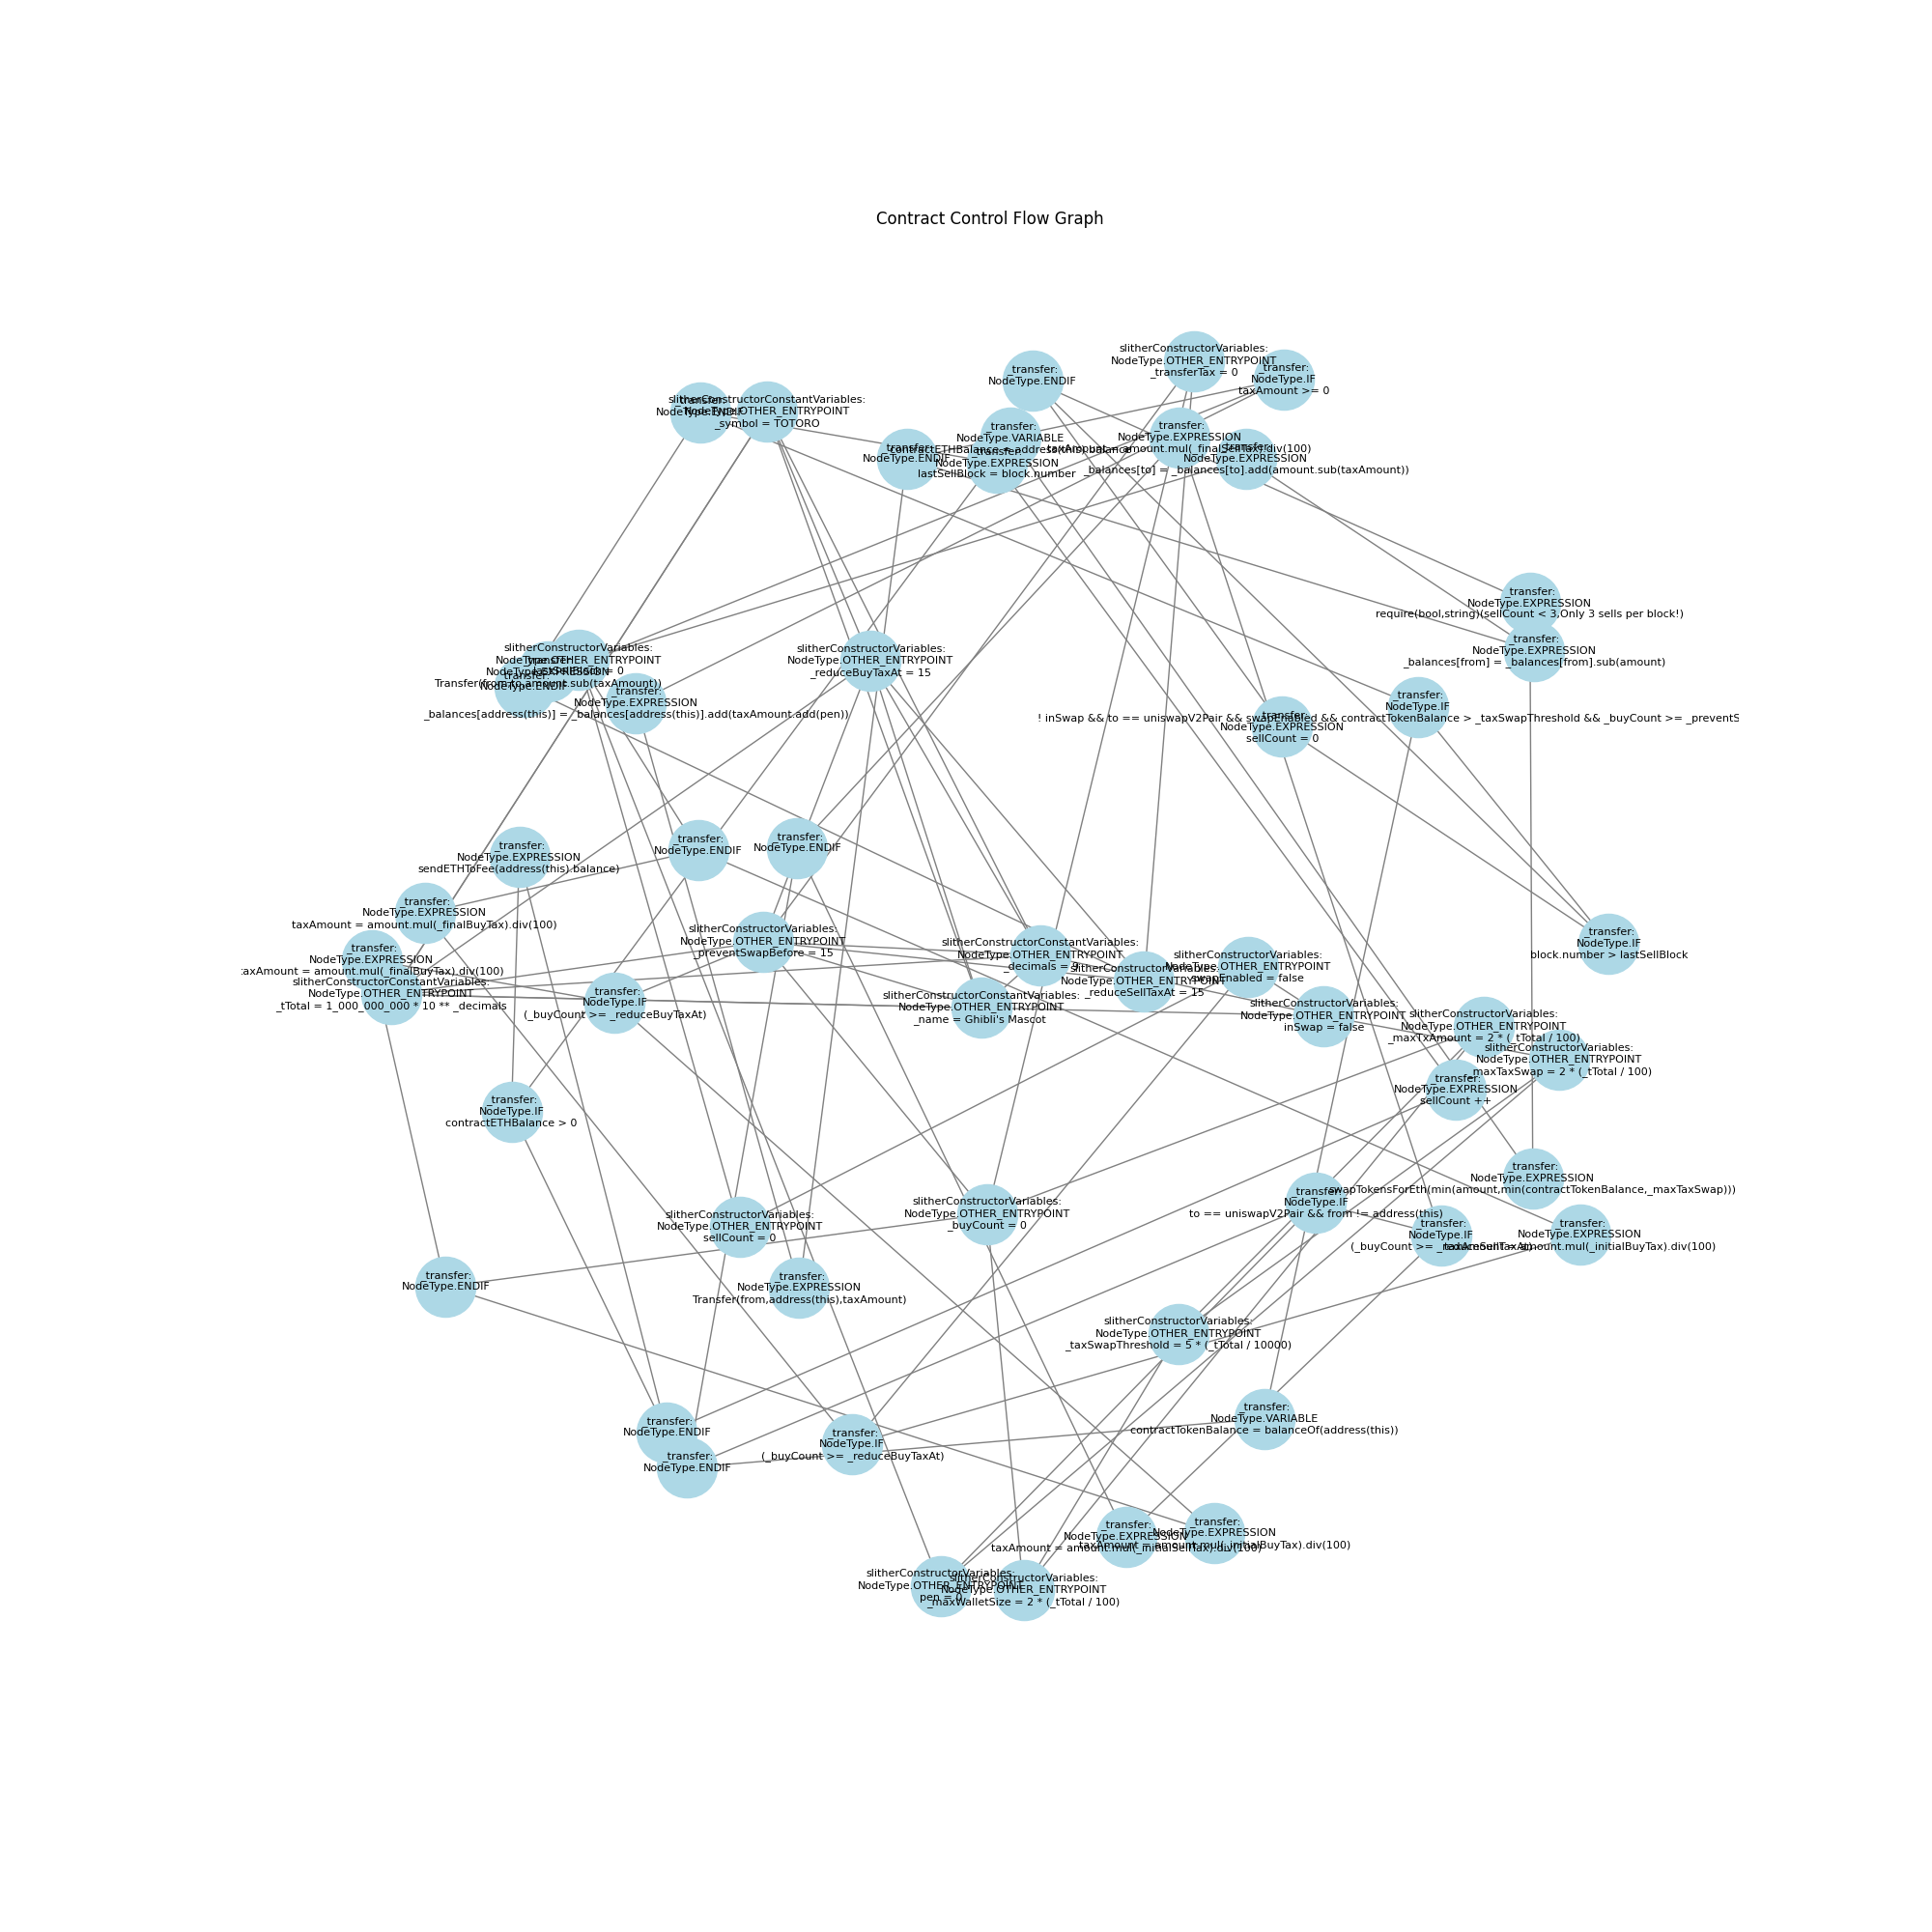 Contract Control Flow Graph
slitherConstructorVariables:
NodeType.OTHER_ENTRYPOINT
_transferTax = 0
_transfer:
NodeType.ENDIF
_transfer:
NodeType.IF
taxAmount >= 0
_transfer:
NodeType.ENDIF
slitherConstructorConstantVariables:
NodeType.OTHER_ENTRYPOINT
_symbol = TOTORO
_transfer:
NodeType.VARIABLE
contractETHBalance = address(this).balance
_transfer:
NodeType.EXPRESSION
taxAmount = amount.mul(_finalSellTax).div(100)
_transfer:
NodeType.ENDIF
_transfer:
NodeType.EXPRESSION
lastSellBlock = block.number
_transfer:
NodeType.EXPRESSION
_balances[to] = _balances[to].add(amount.sub(taxAmount))
_transfer:
NodeType.EXPRESSION
require(bool,string)(sellCount < 3,Only 3 sells per block!)
_transfer:
NodeType.EXPRESSION
_balances[from] = _balances[from].sub(amount)
slitherConstructorVariables:
NodeType.OTHER_ENTRYPOINT
lastSellBlock = 0
_transfer:
NodeType.EXPRESSION
Transfer(from,to,amount.sub(taxAmount))
_transfer:
NodeType.ENDIF
slitherConstructorVariables:
NodeType.OTHER_ENTRYPOINT
_reduceBuyTaxAt = 15
_transfer:
NodeType.EXPRESSION
_balances[address(this)] = _balances[address(this)].add(taxAmount.add(pen))
_transfer:
NodeType.IF
! inSwap && to == uniswapV2Pair && swapEnabled && contractTokenBalance > _taxSwapThreshold && _buyCount >= _preventS
_transfer:
NodeType.EXPRESSION
sellCount = 0
_transfer:
NodeType.ENDIF
_transfer:
NodeType.ENDIF
_transfer:
NodeType.EXPRESSION
sendETHToFee(address(this).balance)
_transfer:
NodeType.EXPRESSION
taxAmount = amount.mul(_finalBuyTax).div(100)
_transfer:
NodeType.IF
block.number > lastSellBlock
slitherConstructorVariables:
NodeType.OTHER_ENTRYPOINT
_preventSwapBefore = 15
slitherConstructorConstantVariables:
NodeType.OTHER_ENTRYPOINT
_decimals = 9
_transfer:
NodeType.EXPRESSION
taxAmount = amount.mul(_finalBuyTax).div(100)
slitherConstructorVariables:
NodeType.OTHER_ENTRYPOINT
swapEnabled = false
slitherConstructorVariables:
NodeType.OTHER_ENTRYPOINT
_reduceSellTaxAt = 15
slitherConstructorConstantVariables:
NodeType.OTHER_ENTRYPOINT
_tTotal = 1_000_000_000 * 10 ** _decimals
_transfer:
NodeType.IF
(_buyCount >= _reduceBuyTaxAt)
slitherConstructorConstantVariables:
NodeType.OTHER_ENTRYPOINT
_name = Ghibli's Mascot
slitherConstructorVariables:
NodeType.OTHER_ENTRYPOINT
inSwap = false
slitherConstructorVariables:
NodeType.OTHER_ENTRYPOINT
_maxTxAmount = 2 * (_tTotal / 100)
slitherConstructorVariables:
NodeType.OTHER_ENTRYPOINT
_maxTaxSwap = 2 * (_tTotal / 100)
_transfer:
NodeType.EXPRESSION
sellCount ++
_transfer:
NodeType.IF
contractETHBalance > 0
_transfer:
NodeType.EXPRESSION
swapTokensForEth(min(amount,min(contractTokenBalance,_maxTaxSwap)))
_transfer:
NodeType.IF
to == uniswapV2Pair && from != address(this)
slitherConstructorVariables:
NodeType.OTHER_ENTRYPOINT
_buyCount = 0
slitherConstructorVariables:
NodeType.OTHER_ENTRYPOINT
sellCount = 0
_transfer:
NodeType.IF
(_buyCount >= _reduceSellTaxAt)
_transfer:
NodeType.EXPRESSION
taxAmount = amount.mul(_initialBuyTax).div(100)
_transfer:
NodeType.ENDIF
_transfer:
NodeType.EXPRESSION
Transfer(from,address(this),taxAmount)
slitherConstructorVariables:
NodeType.OTHER_ENTRYPOINT
_taxSwapThreshold = 5 * (_tTotal / 10000)
_transfer:
NodeType.VARIABLE
contractTokenBalance = balanceOf(address(this))
_transfer:
NodeType.ENDIF
_transfer:
NodeType.IF
(_buyCount >= _reduceBuyTaxAt)
_transfer:
NodeType.ENDIF
_transfer:
NodeType.EXPRESSION
taxAmount = amount.mul(_initialSellTax).div(100)
_transfer:
NodeType.EXPRESSION
taxAmount = amount.mul(_initialBuyTax).div(100)
slitherConstructorVariables:
NodeType.OTHER_ENTRYPOINT
pen = 0
slitherConstructorVariables:
NodeType.OTHER_ENTRYPOINT
_maxWalletSize = 2 * (_tTotal / 100)